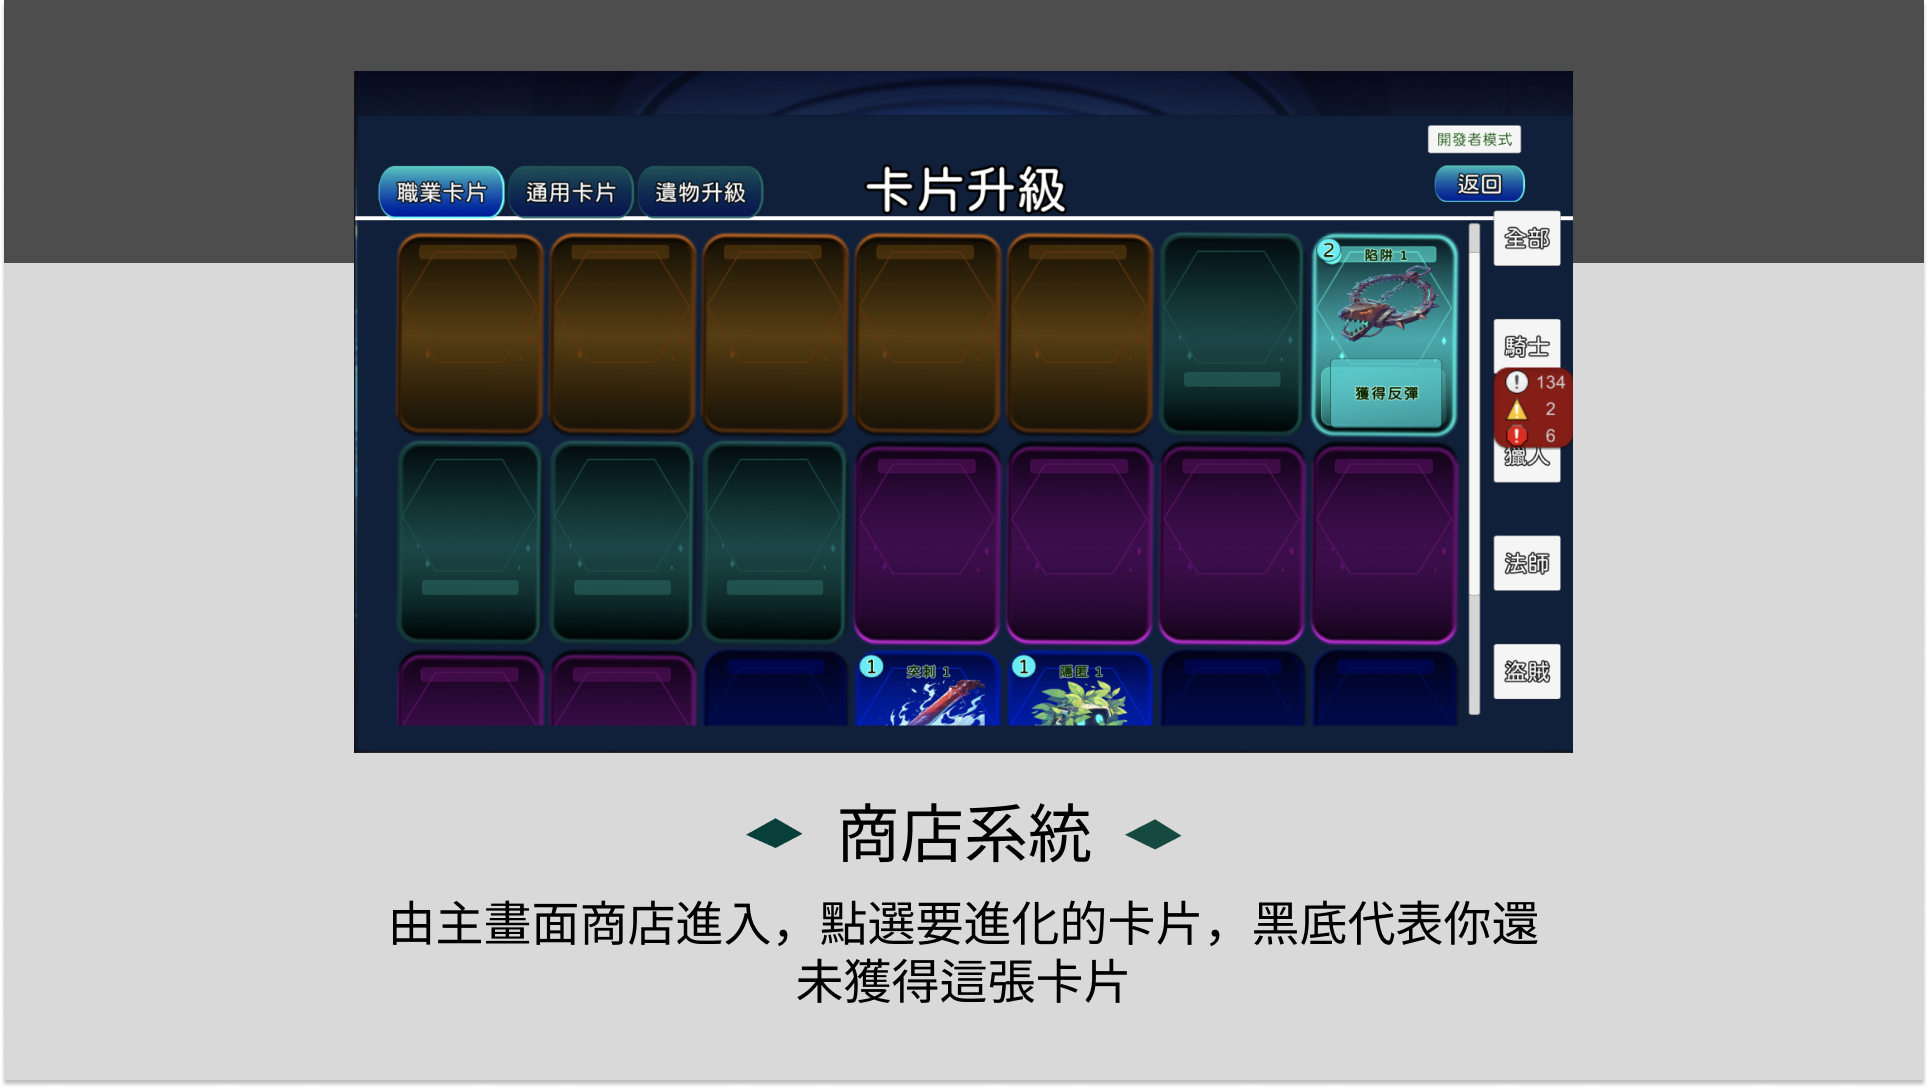 開發者模式
職業卡片 通用卡片 遺物升級 卡片升級 返回
全部
2 陷阱 1
獲得反彈
騎士
! 134
! 2
! 6
獵人
法師
盜賊
1 突刺 1
1 隱匿 1
商店系統
由主畫面商店進入，點選要進化的卡片，黑底代表你還
未獲得這張卡片